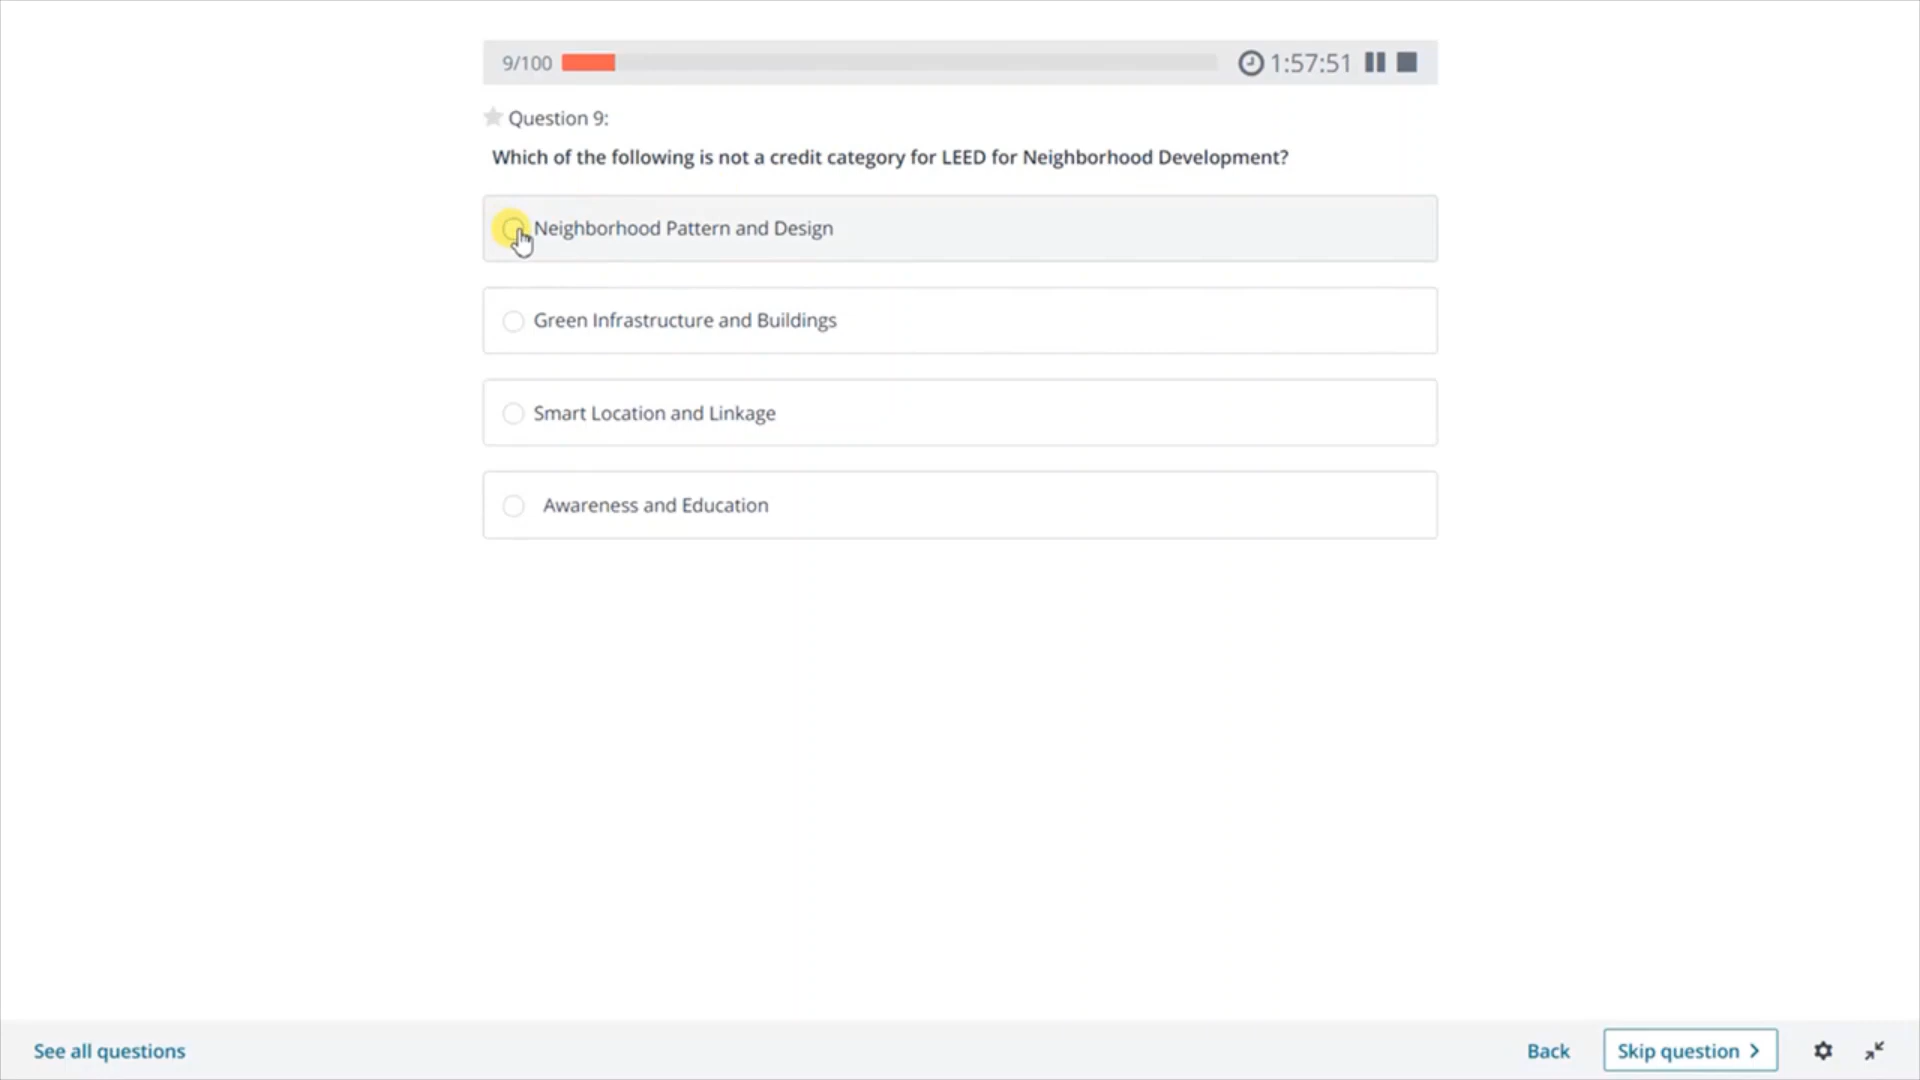 9/100
1:57:51
Question 9:
Which of the following is not a credit category for LEED for Neighborhood Development?
Neighborhood Pattern and Design
Green Infrastructure and Buildings
Smart Location and Linkage
Awareness and Education
See all questions
Back
Skip question